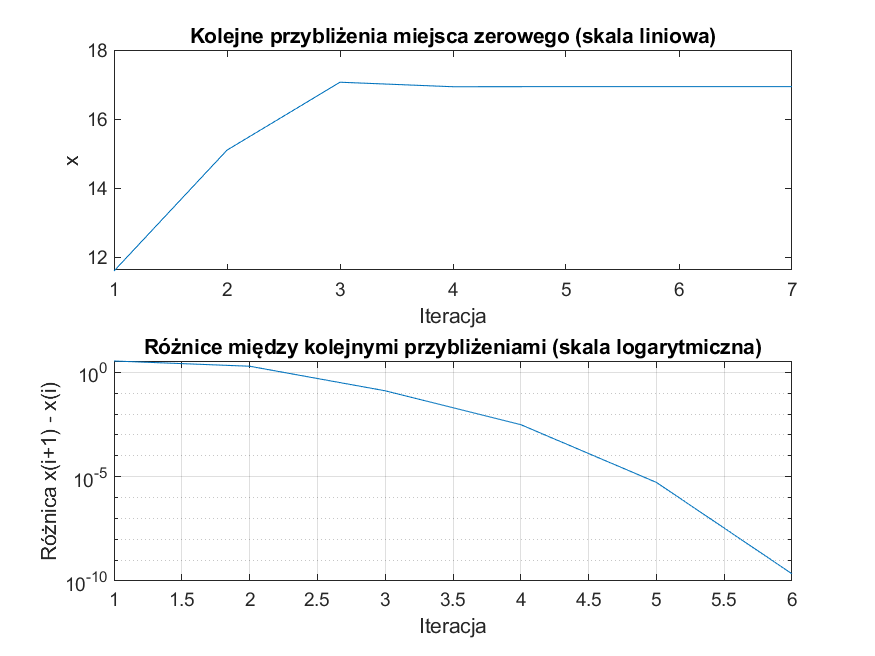 Kolejne przybliżenia miejsca zerowego (skala liniowa)
18
16
14
12
x
1 2 3 4 5 6 7
Iteracja
Różnice między kolejnymi przybliżeniami (skala logarytmiczna)
10^0
10^-5
10^-10
Różnica x(i+1) - x(i)
1 1.5 2 2.5 3 3.5 4 4.5 5 5.5 6
Iteracja